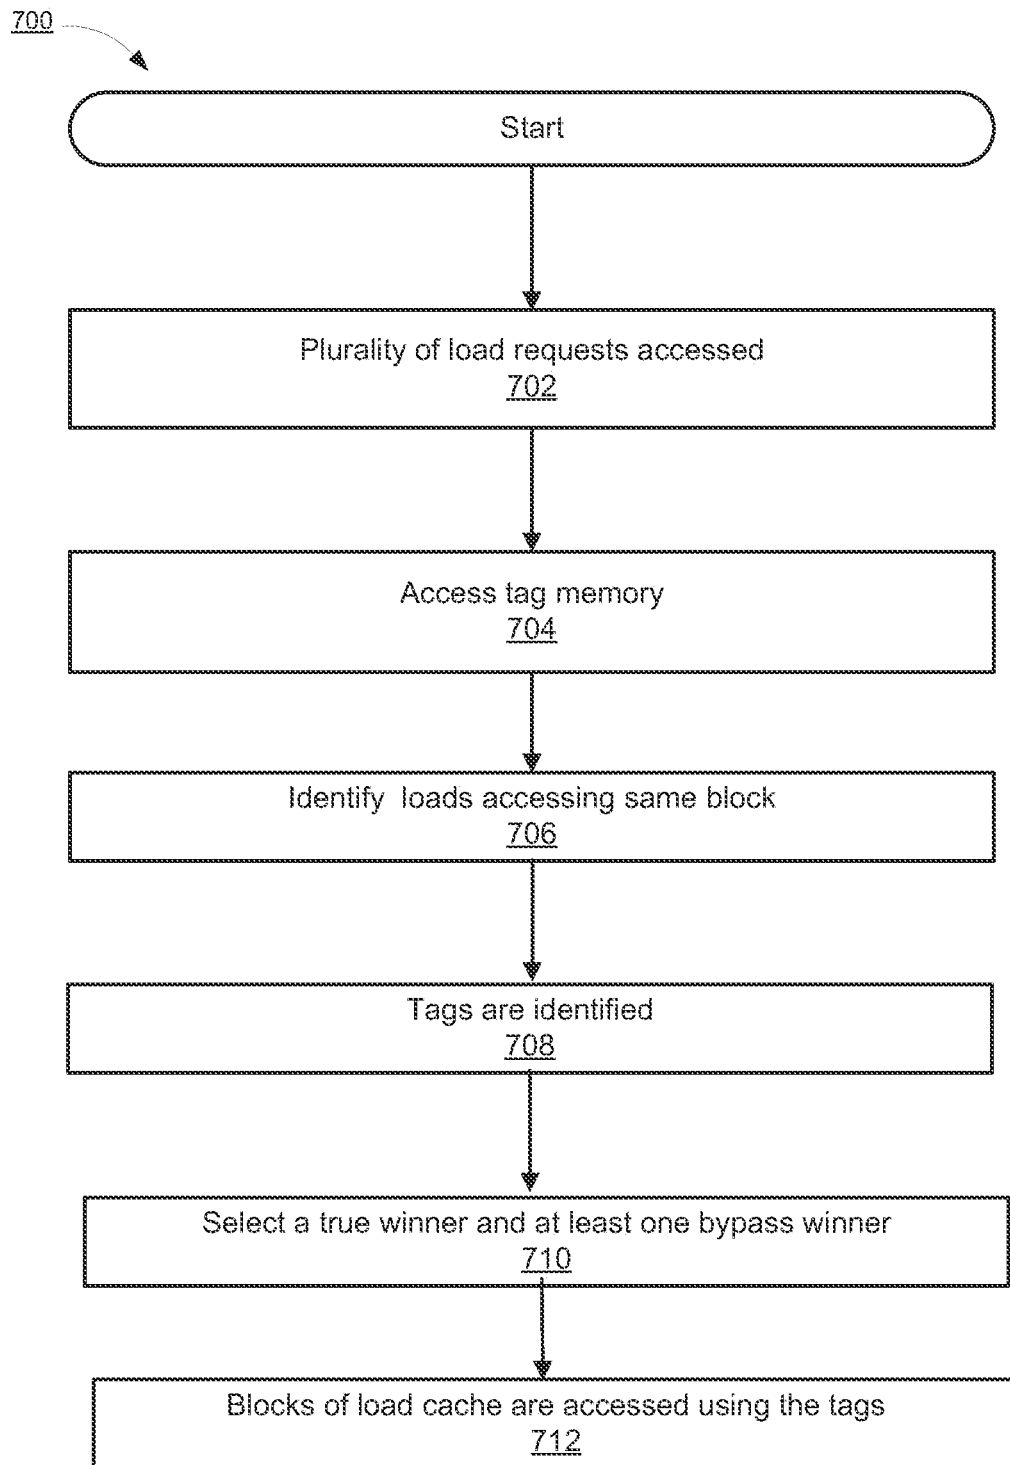 700
Start
Plurality of load requests accessed
702
Access tag memory
704
Identify loads accessing same block
706
Tags are identified
708
Select a true winner and at least one bypass winner
710
Blocks of load cache are accessed using the tags
712